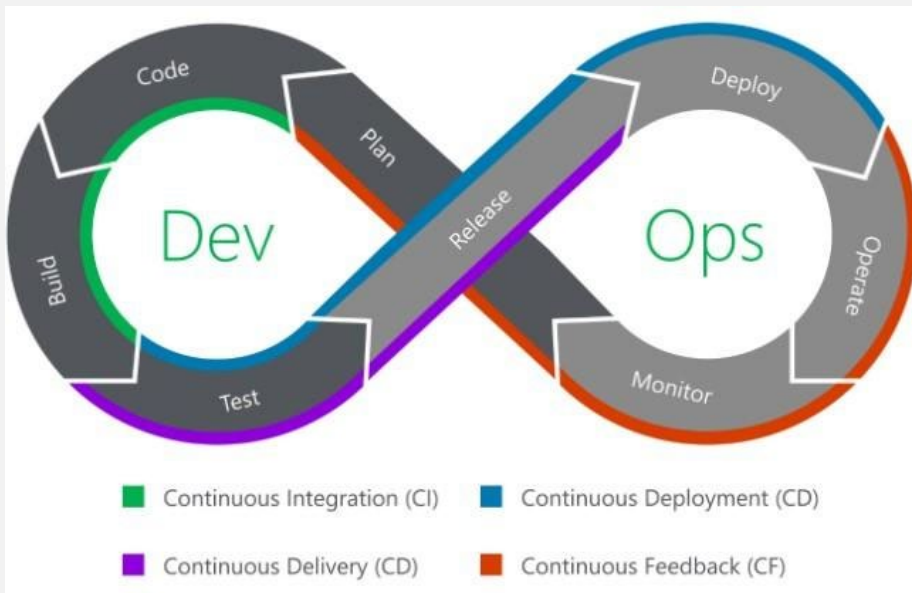 Code
Plan
Build
Dev
Test
Release
Deploy
Ops
Operate
Monitor
Continuous Integration (CI)
Continuous Deployment (CD)
Continuous Delivery (CD)
Continuous Feedback (CF)